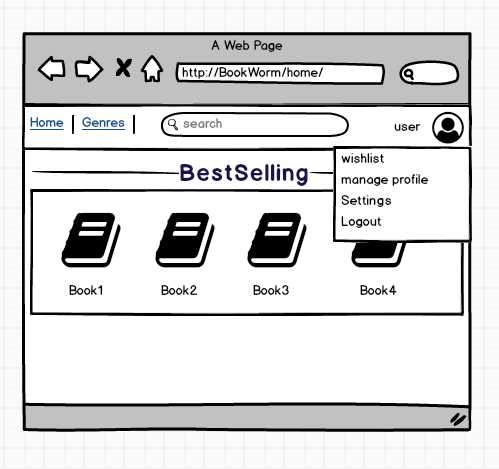 A Web Page
http://BookWorm/home/
Home Genres search user
wishlist
manage profile
Settings
Logout
BestSelling
Book1 Book2 Book3 Book4